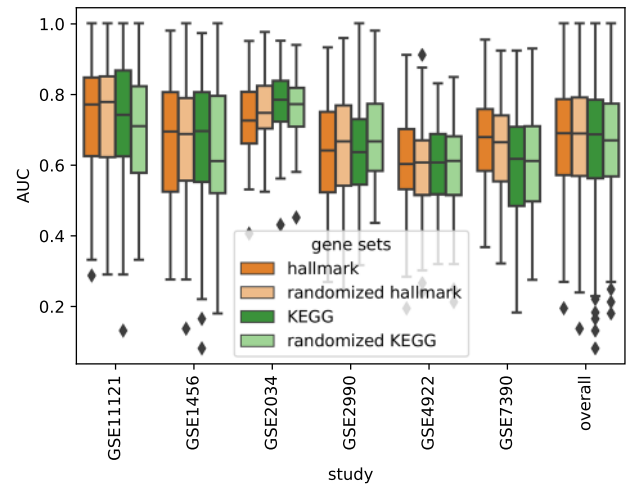 1.0
0.8
0.6
0.4
0.2
AUC
gene sets
hallmark
randomized hallmark
KEGG
randomized KEGG
GSE11121
GSE1456
GSE2034
GSE2990
GSE4922
GSE7390
overall
study